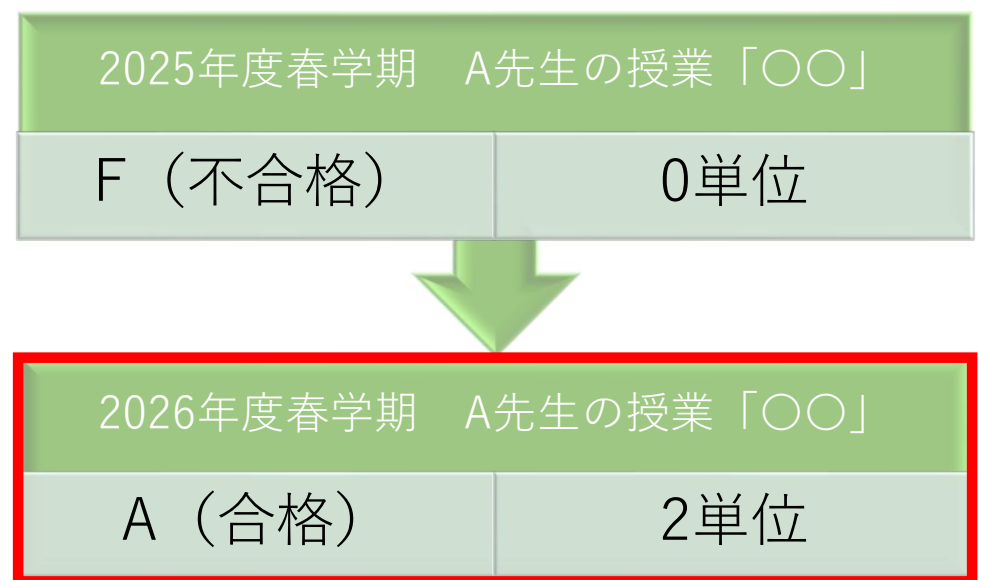 2025年度春学期　A先生の授業「〇〇」
F（不合格）　0単位
2026年度春学期　A先生の授業「〇〇」
A（合格）　2単位